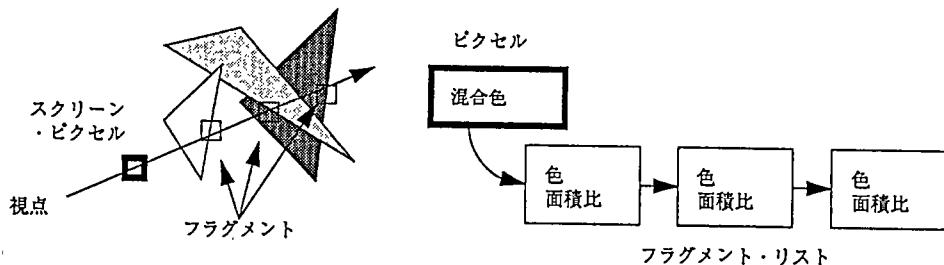 スクリーン
・ピクセル
視点
フラグメント
ピクセル
混合色
色
面積比
色
面積比
色
面積比
フラグメント・リスト